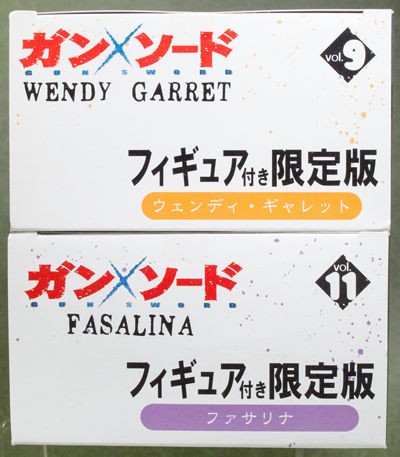 ガン×ソード
GUN SWORD
WENDY GARRET
vol.9
フィギュア付き限定版
ウェンディ・ギャレット
ガン×ソード
GUN SWORD
FASALINA
vol.11
フィギュア付き限定版
ファサリナ